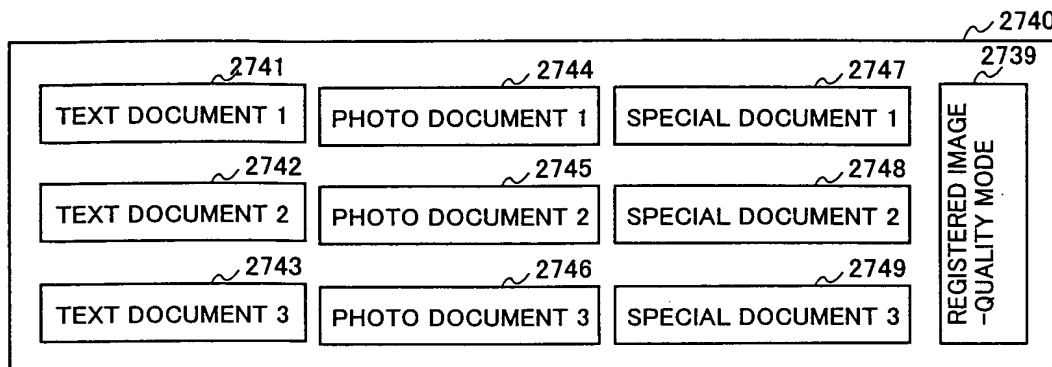 2740
2741
2744
2747
2739
TEXT DOCUMENT 1
PHOTO DOCUMENT 1
SPECIAL DOCUMENT 1
2742
2745
2748
TEXT DOCUMENT 2
PHOTO DOCUMENT 2
SPECIAL DOCUMENT 2
2743
2746
2749
TEXT DOCUMENT 3
PHOTO DOCUMENT 3
SPECIAL DOCUMENT 3
REGISTERED IMAGE
-QUALITY MODE